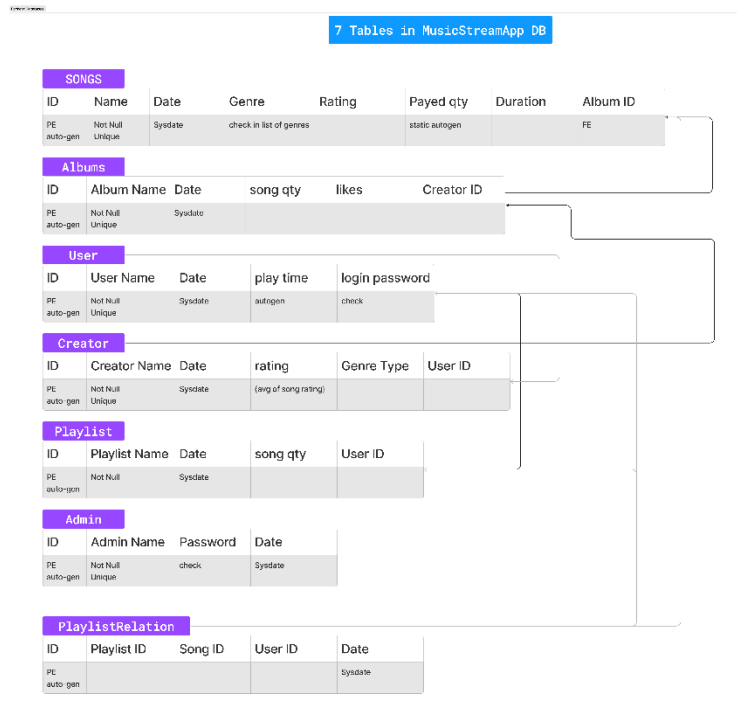 7 Tables in MusicStreamApp DB
SONGS
ID Name Date Genre Rating Payed qty Duration Album ID
PE Not Null Sysdate check in list of genres static autogen FE
auto-gen Unique
Albums
ID Album Name Date song qty likes Creator ID
PE Not Null Sysdate
auto-gen Unique
User
ID User Name Date play time login password
PE Not Null Sysdate autogen check
auto-gen Unique
Creator
ID Creator Name Date rating Genre Type User ID
PE Not Null Sysdate (avg of song rating)
auto-gen Unique
Playlist
ID Playlist Name Date song qty User ID
PE Not Null Sysdate
auto-gen
Admin
ID Admin Name Password Date
PE Not Null check Sysdate
auto-gen Unique
PlaylistRelation
ID Playlist ID Song ID User ID Date
PE Sysdate
auto-gen